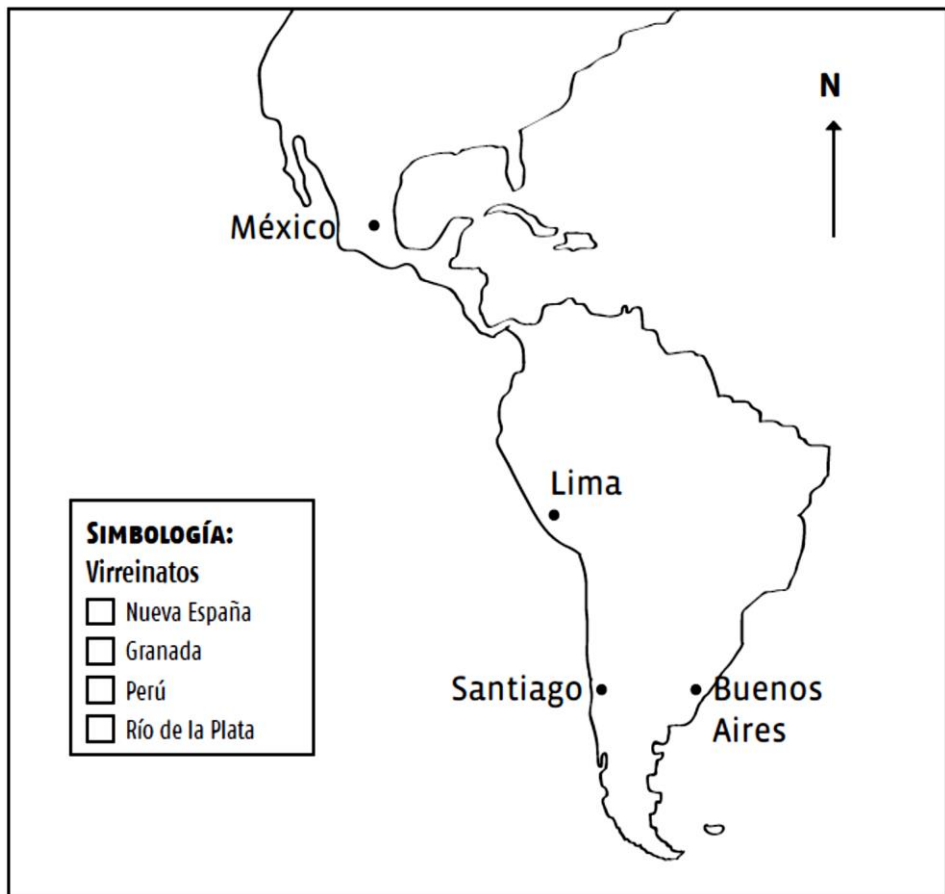 N
México
Lima
SIMBOLOGÍA:
Virreinatos
Nueva España
Granada
Perú
Río de la Plata
Santiago
Buenos
Aires